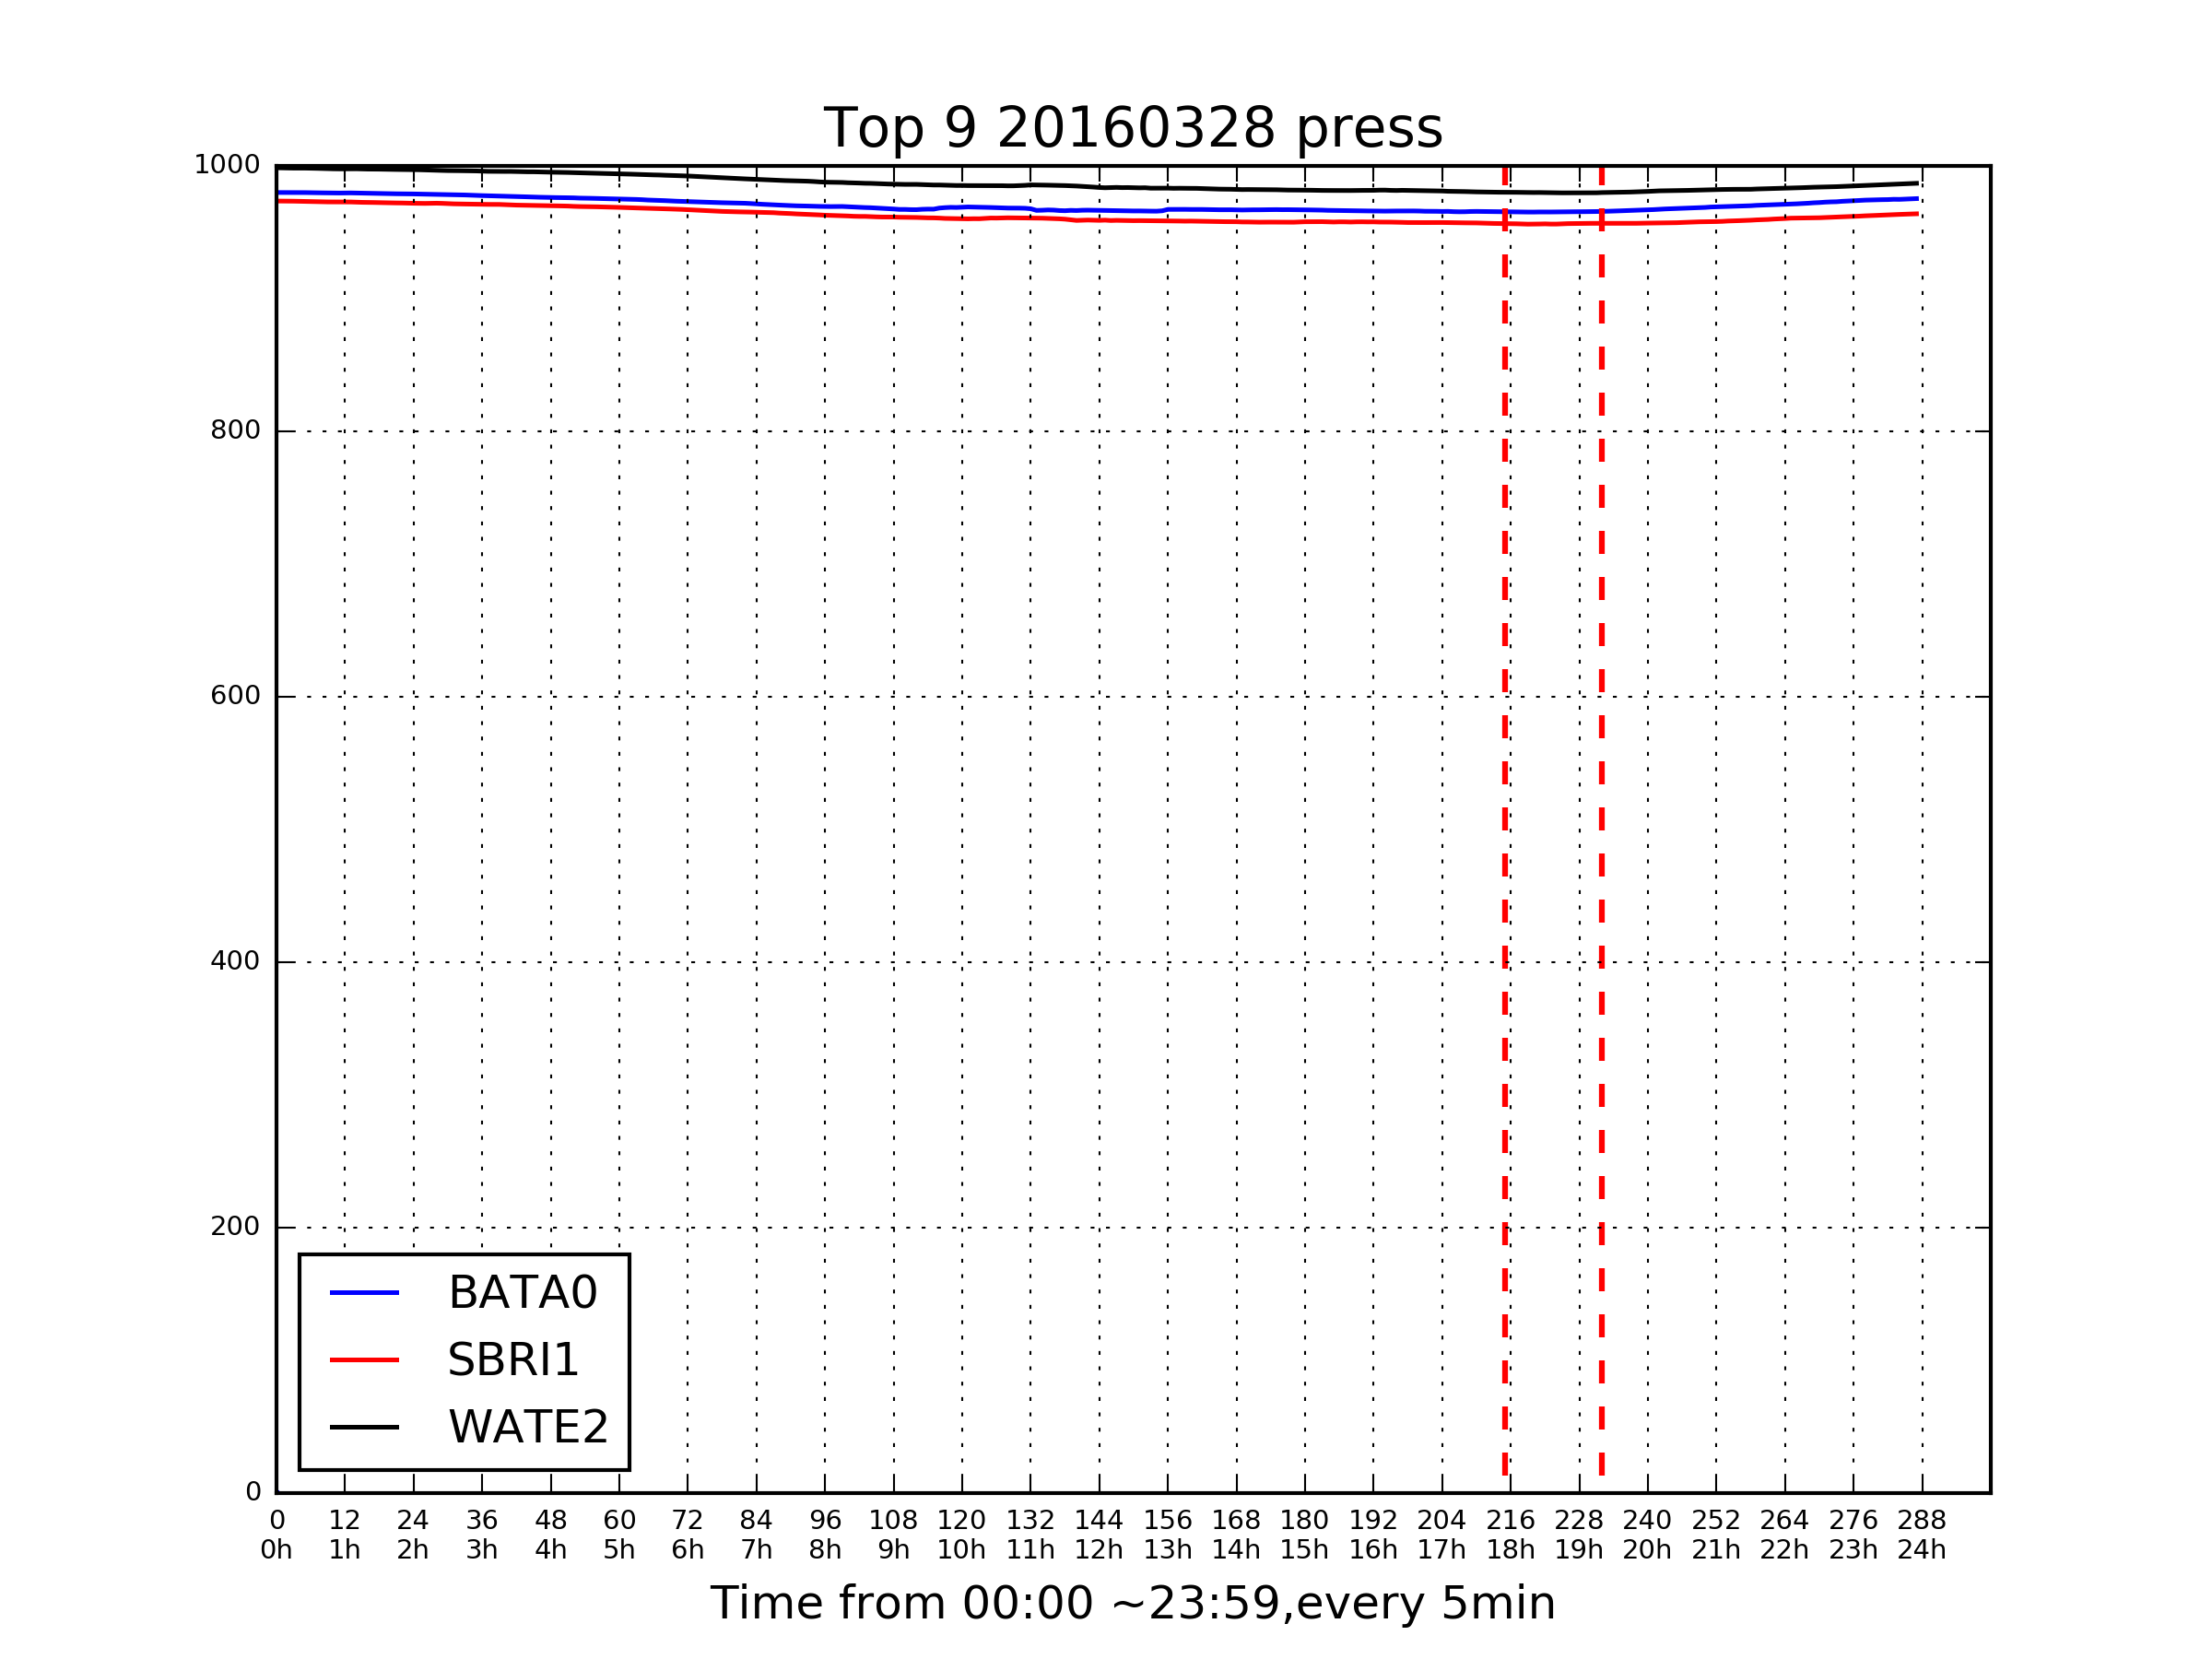 Top 9 20160328 press
1000
800
600
400
200
0
BATA0
SBRI1
WATE2
0 12 24 36 48 60 72 84 96 108 120 132 144 156 168 180 192 204 216 228 240 252 264 276 288
0h 1h 2h 3h 4h 5h 6h 7h 8h 9h 10h 11h 12h 13h 14h 15h 16h 17h 18h 19h 20h 21h 22h 23h 24h
Time from 00:00 ~23:59,every 5min